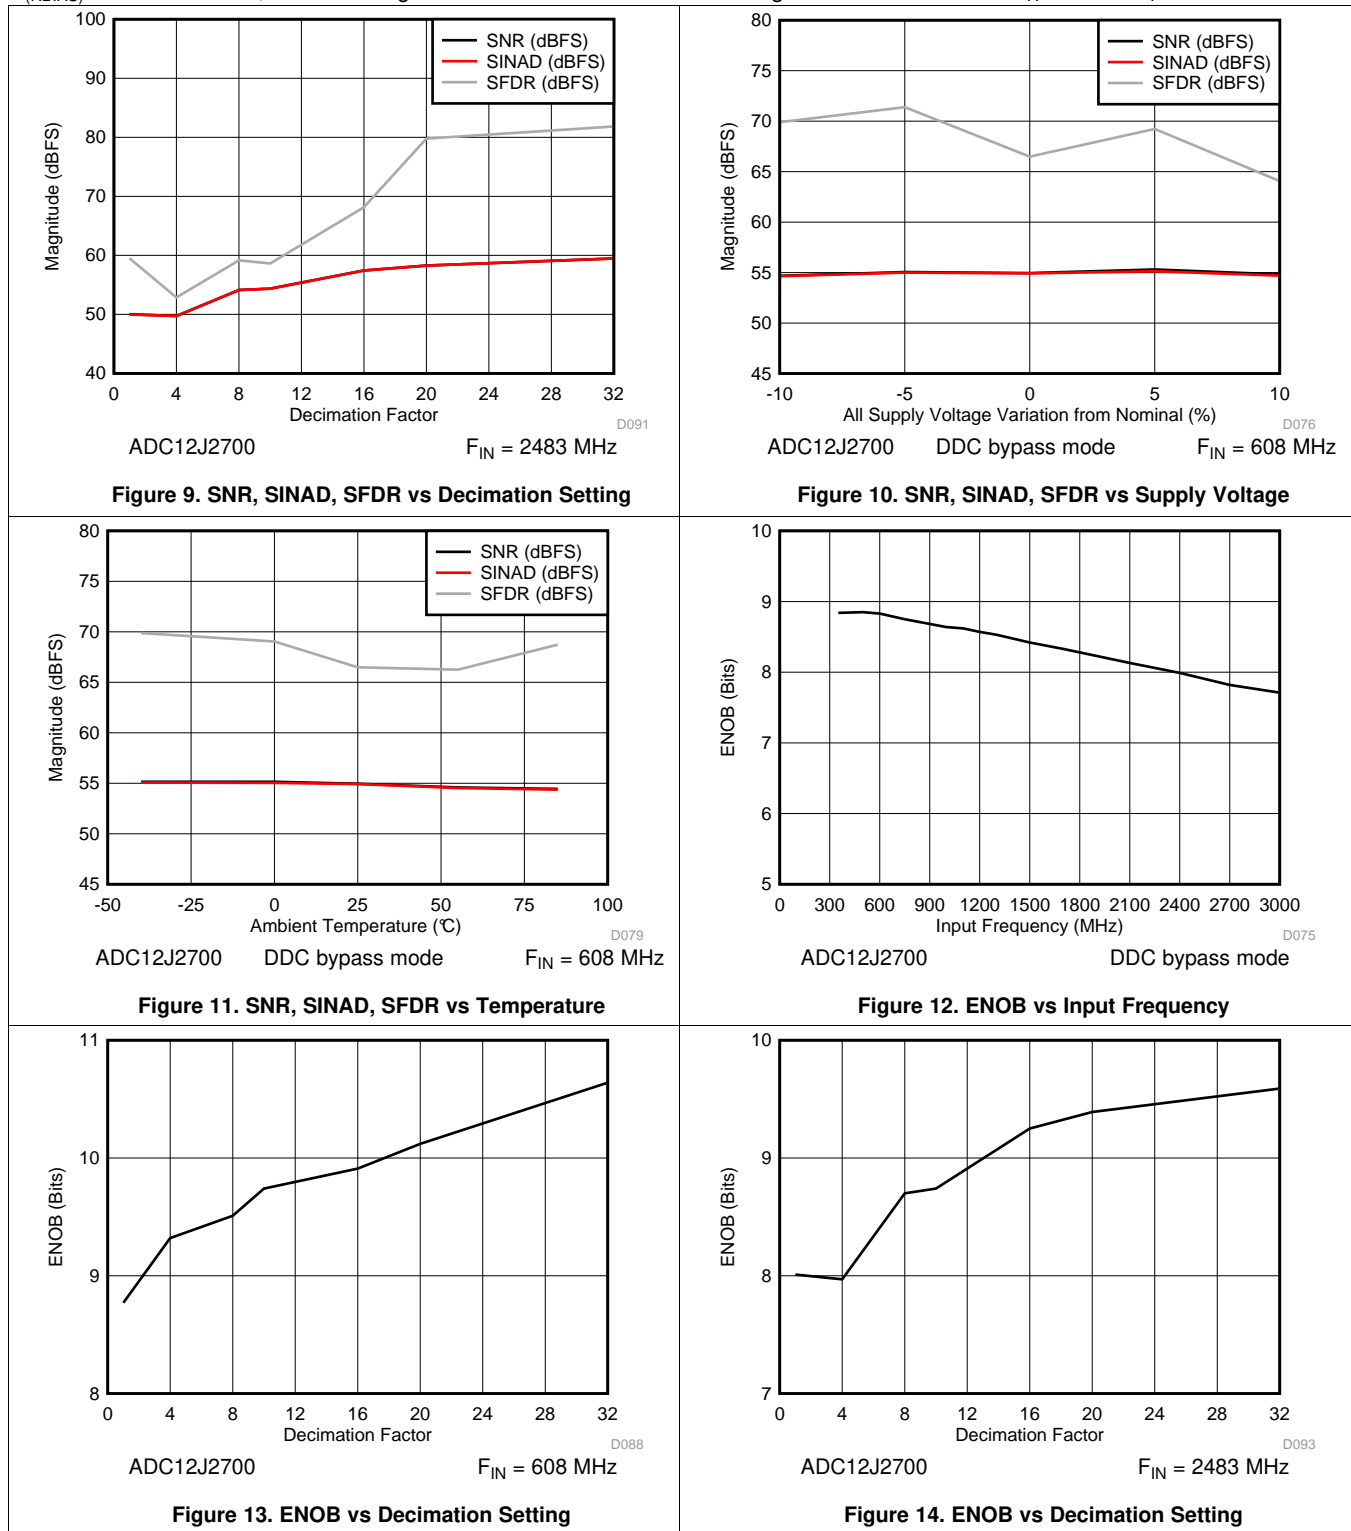 100
90
80
70
60
50
40
Magnitude (dBFS)
SNR (dBFS)
SINAD (dBFS)
SFDR (dBFS)
0 4 8 12 16 20 24 28 32
Decimation Factor
D091
ADC12J2700 F_IN = 2483 MHz
Figure 9. SNR, SINAD, SFDR vs Decimation Setting
80
75
70
65
60
55
50
45
Magnitude (dBFS)
SNR (dBFS)
SINAD (dBFS)
SFDR (dBFS)
-10 -5 0 5 10
All Supply Voltage Variation from Nominal (%)
D076
ADC12J2700 DDC bypass mode F_IN = 608 MHz
Figure 10. SNR, SINAD, SFDR vs Supply Voltage
80
75
70
65
60
55
50
45
Magnitude (dBFS)
SNR (dBFS)
SINAD (dBFS)
SFDR (dBFS)
-50 -25 0 25 50 75 100
Ambient Temperature (°C)
D079
ADC12J2700 DDC bypass mode F_IN = 608 MHz
Figure 11. SNR, SINAD, SFDR vs Temperature
10
9
8
7
6
5
ENOB (Bits)
0 300 600 900 1200 1500 1800 2100 2400 2700 3000
Input Frequency (MHz)
D075
ADC12J2700 DDC bypass mode
Figure 12. ENOB vs Input Frequency
11
10
9
8
ENOB (Bits)
0 4 8 12 16 20 24 28 32
Decimation Factor
D088
ADC12J2700 F_IN = 608 MHz
Figure 13. ENOB vs Decimation Setting
10
9
8
7
ENOB (Bits)
0 4 8 12 16 20 24 28 32
Decimation Factor
D093
ADC12J2700 F_IN = 2483 MHz
Figure 14. ENOB vs Decimation Setting